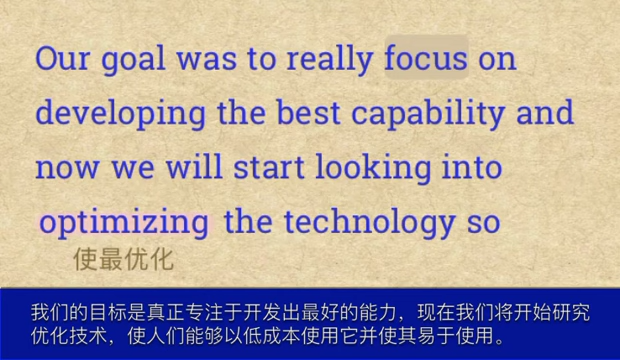 Our goal was to really focus on
developing the best capability and
now we will start looking into
optimizing the technology so
使最优化
我们的目标是真正专注于开发出最好的能力，现在我们将开始研究
优化技术，使人们能够以低成本使用它并使其易于使用。